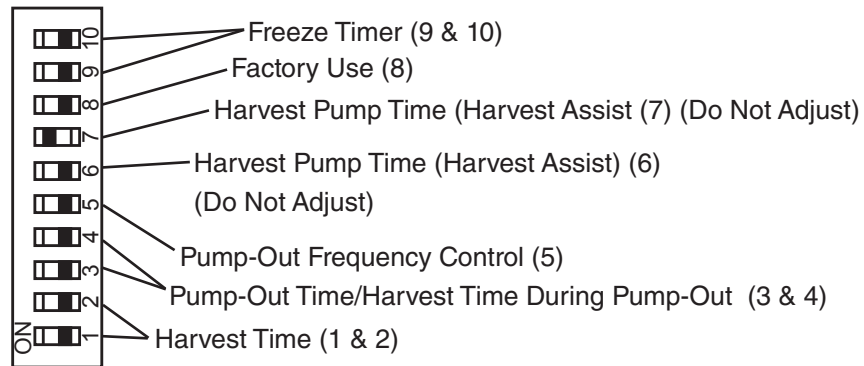 10
Freeze Timer (9 & 10)
9
Factory Use (8)
8
Harvest Pump Time (Harvest Assist (7) (Do Not Adjust)
7
Harvest Pump Time (Harvest Assist) (6)
6
(Do Not Adjust)
5
Pump-Out Frequency Control (5)
4
Pump-Out Time/Harvest Time During Pump-Out (3 & 4)
3
2
Harvest Time (1 & 2)
ON
1